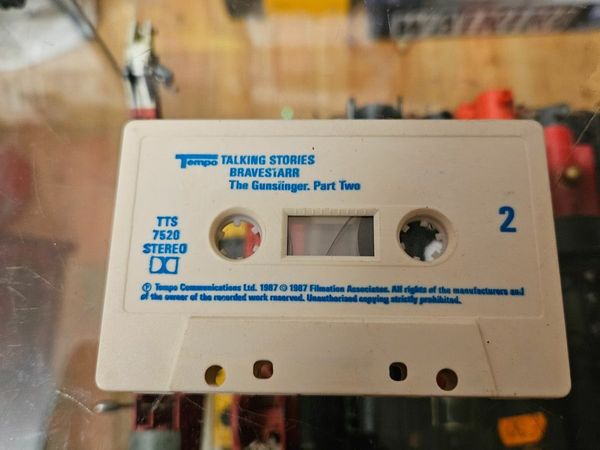 Tempo TALKING STORIES
BRAVESTARR
The Gunslinger. Part Two
2
TTS
7520
STEREO
℗ Tempo Communications Ltd. 1987 © 1987 Filmation Associates. All rights of the manufacturers and
of the owner of the recorded work reserved. Unauthorised copying strictly prohibited.